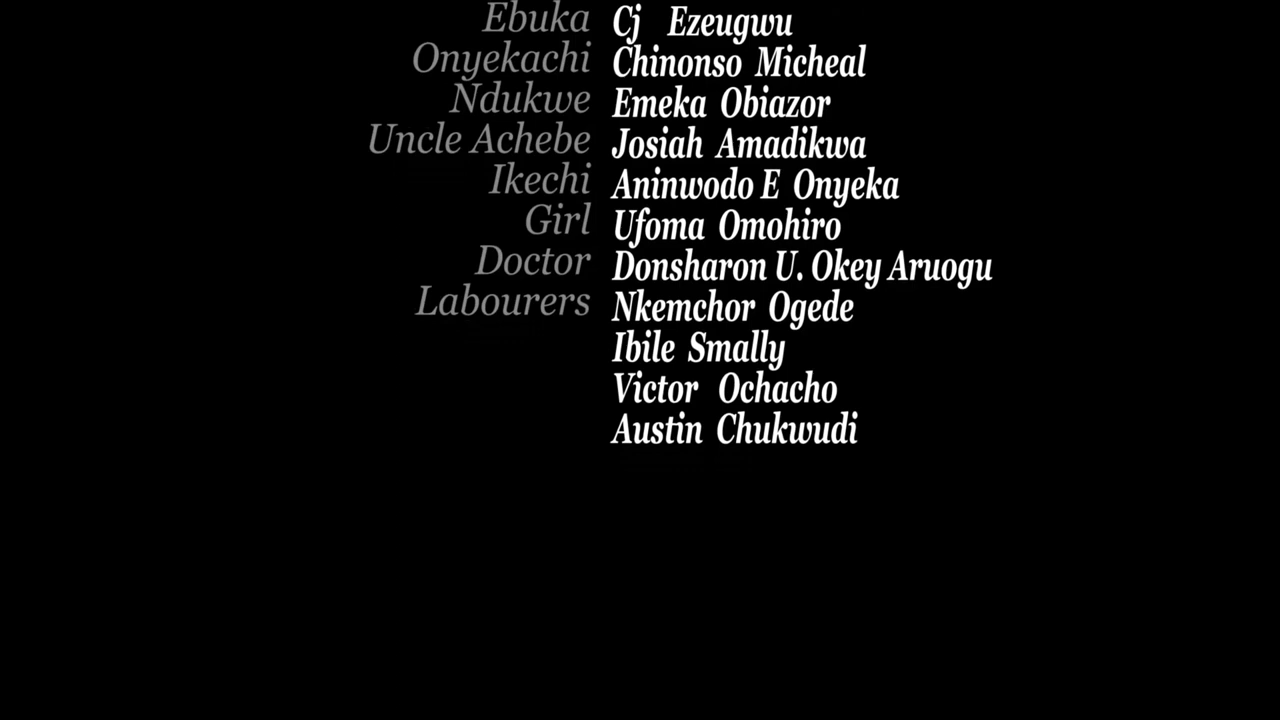 Ebuka Cj Ezeugwu
Onyekachi Chinonso Micheal
Ndukwe Emeka Obiazor
Uncle Achebe Josiah Amadikwa
Ikechi Aninwodo E Onyeka
Girl Ufoma Omohiro
Doctor Donsharon U. Okey Aruogu
Labourers Nkemchor Ogede
Ibile Smally
Victor Ochacho
Austin Chukwudi